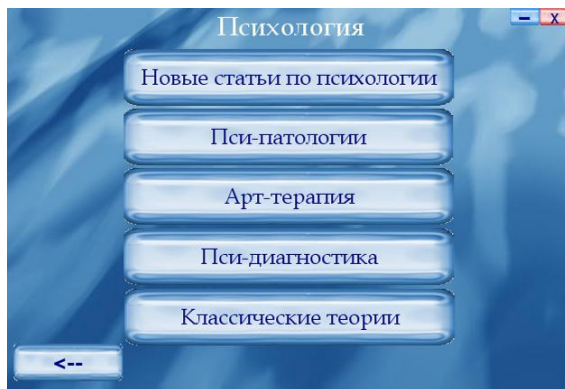 Психология
– X
Новые статьи по психологии
Пси-патологии
Арт-терапия
Пси-диагностика
Классические теории
<--